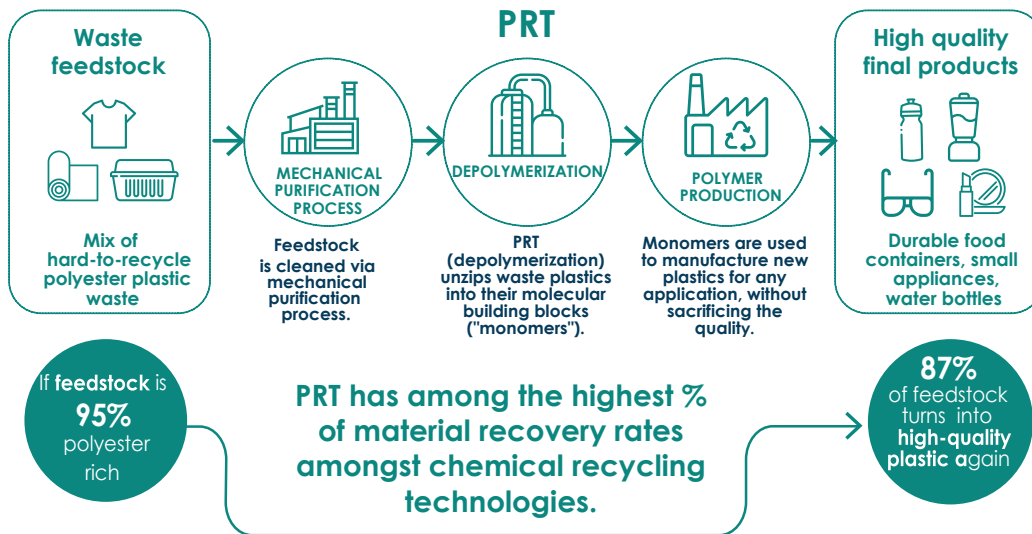 PRT
Waste
feedstock
Mix of
hard-to-recycle
polyester plastic
waste
MECHANICAL
PURIFICATION
PROCESS
Feedstock
is cleaned via
mechanical
purification
process.
DEPOLYMERIZATION
PRT
(depolymerization)
unzips waste plastics
into their molecular
building blocks
("monomers").
POLYMER
PRODUCTION
Monomers are used
to manufacture new
plastics for any
application, without
sacrificing the
quality.
High quality
final products
Durable food
containers, small
appliances,
water bottles
If feedstock is
95%
polyester
rich
PRT has among the highest %
of material recovery rates
amongst chemical recycling
technologies.
87%
of feedstock
turns into
high-quality
plastic again